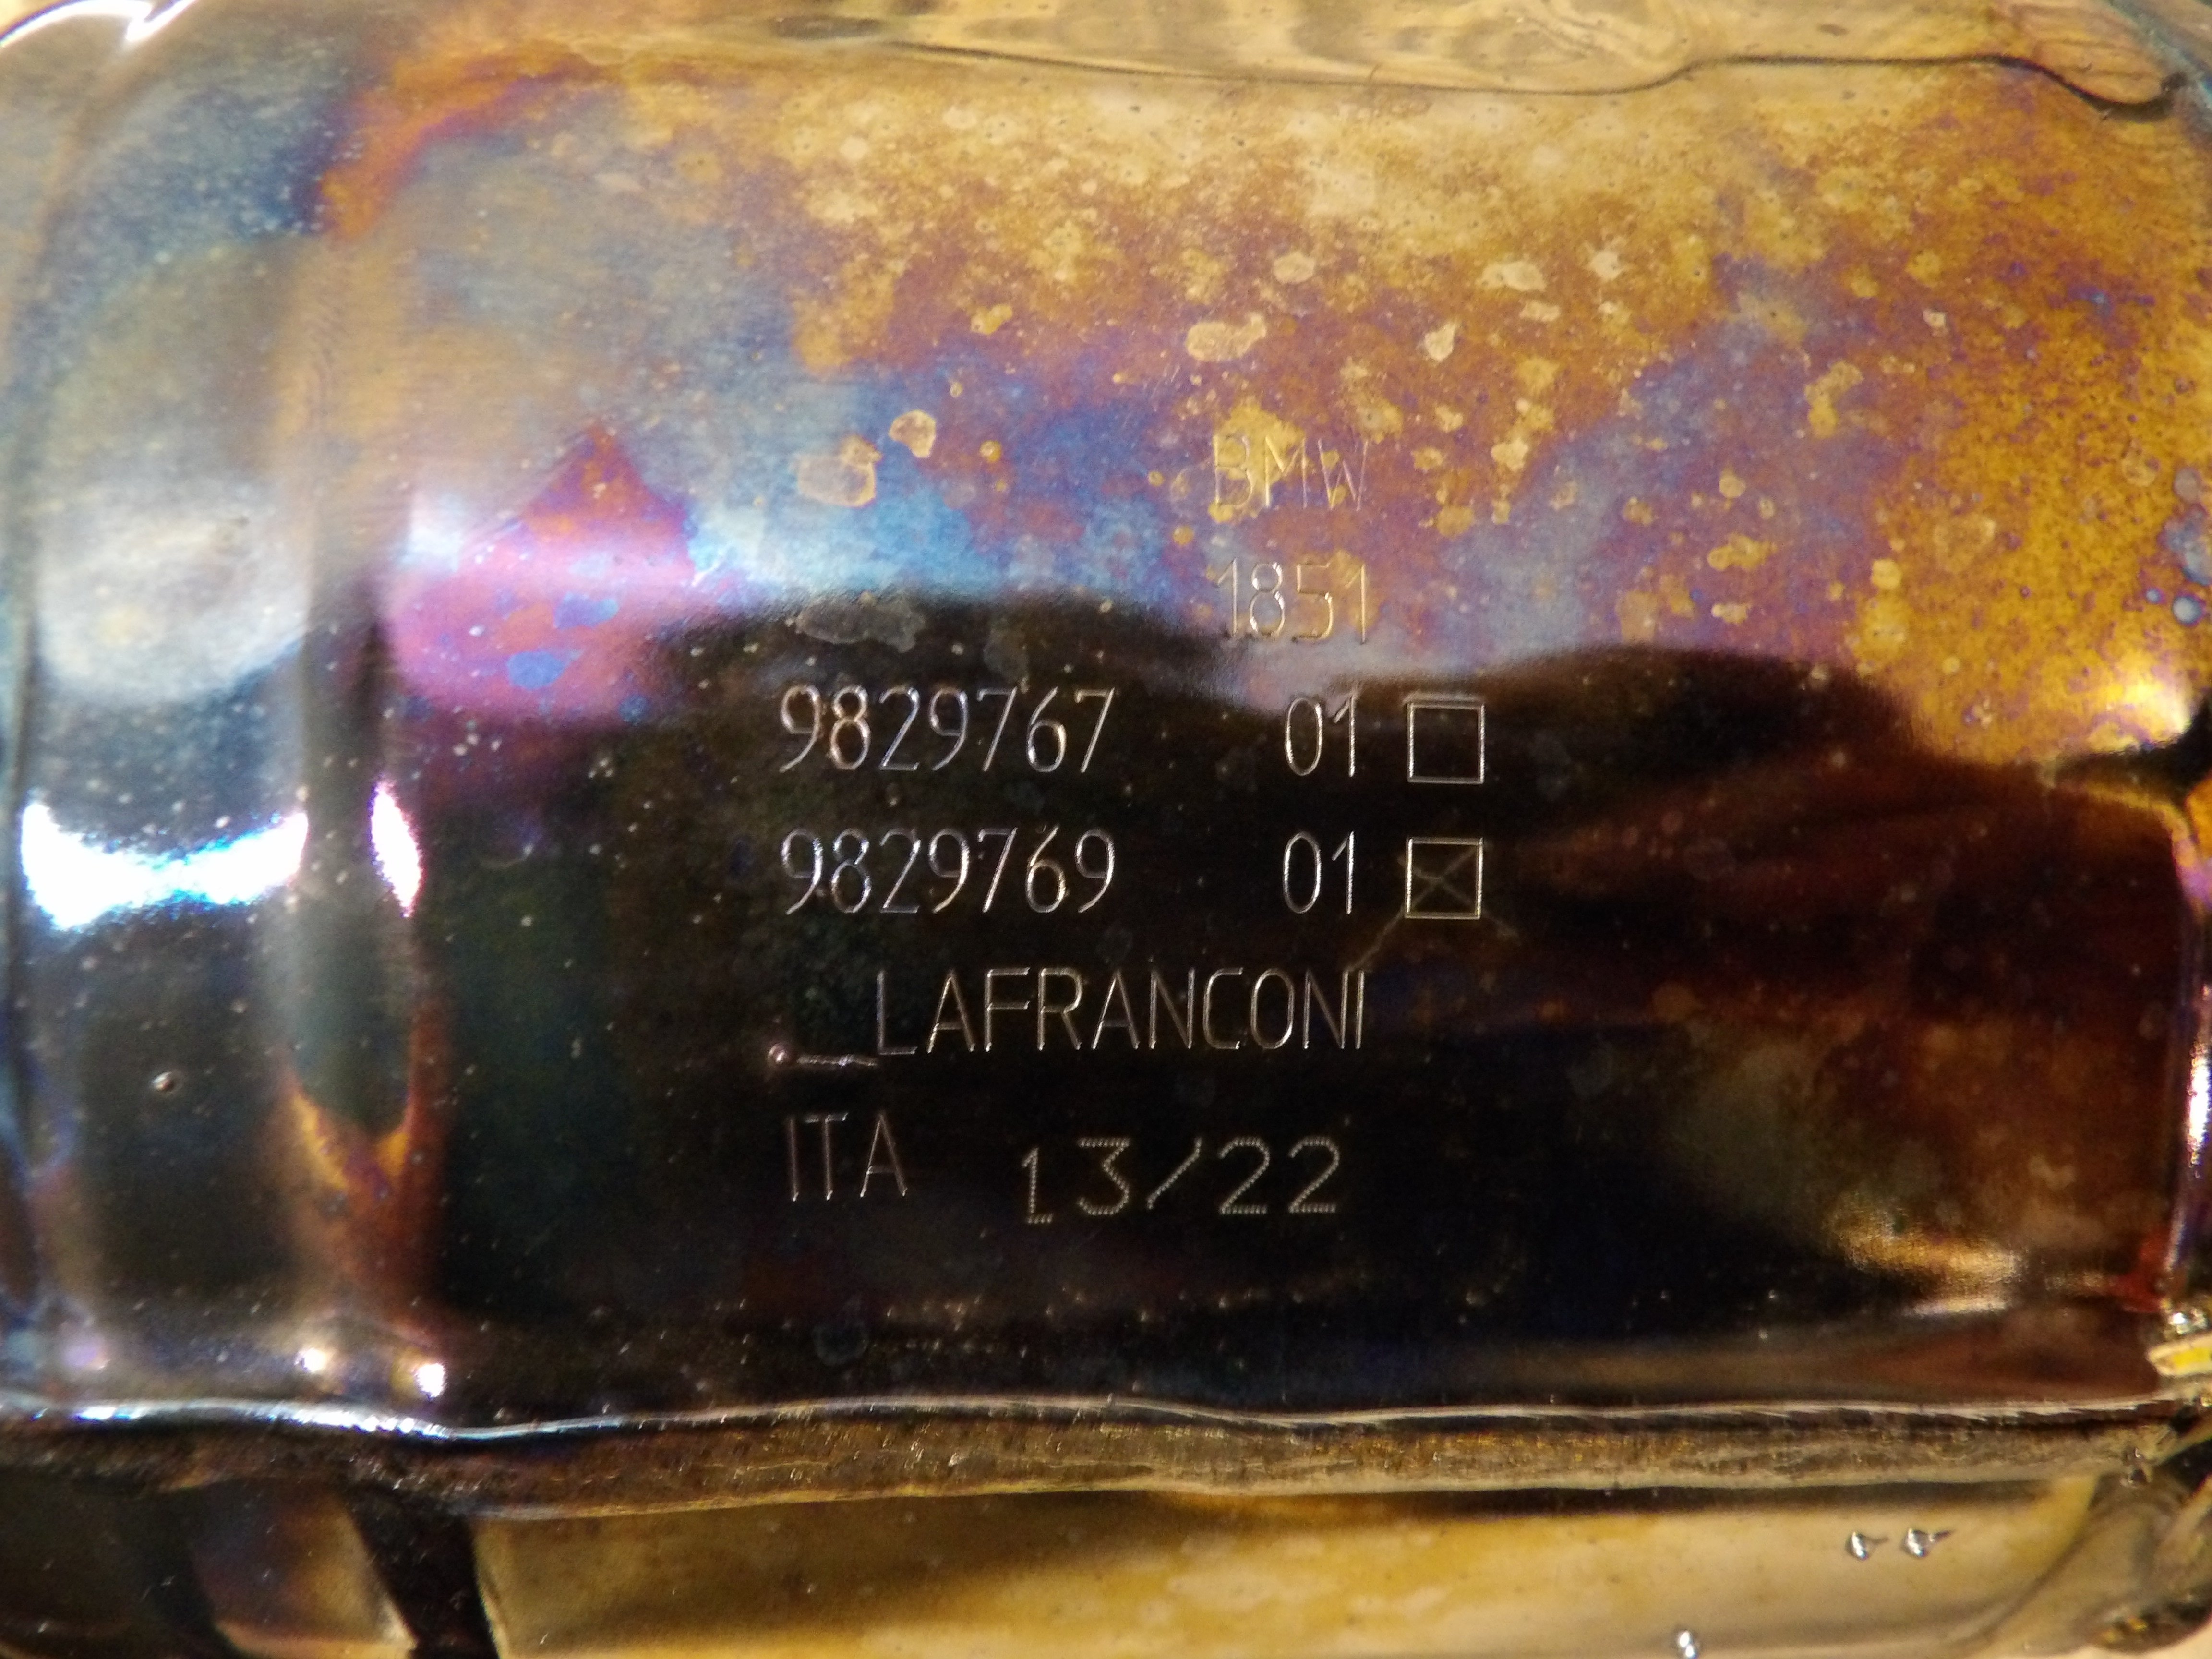 BMW
1851
9829767 01 ☐
9829769 01 ☒
LAFRANCONI
ITA 13/22